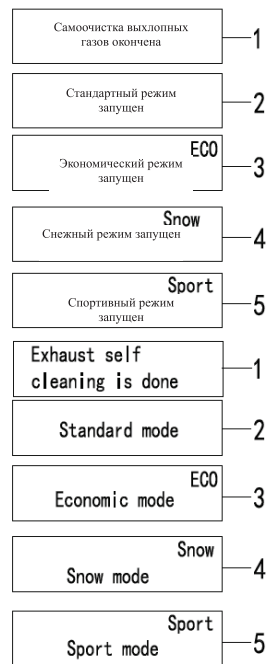 Самоочистка выхлопных
газов окончена
1
Стандартный режим
запущен
2
ECO
Экономический режим
запущен
3
Snow
Снежный режим запущен
4
Sport
Спортивный режим
запущен
5
Exhaust self
cleaning is done
1
Standard mode
2
ECO
Economic mode
3
Snow
Snow mode
4
Sport
Sport mode
5